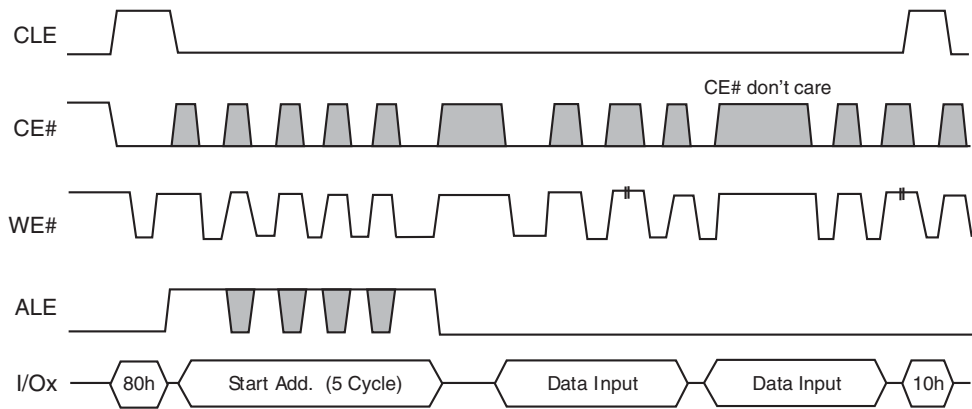 CLE
CE# don't care
CE#
WE#
ALE
I/Ox
80h
Start Add. (5 Cycle)
Data Input
Data Input
10h